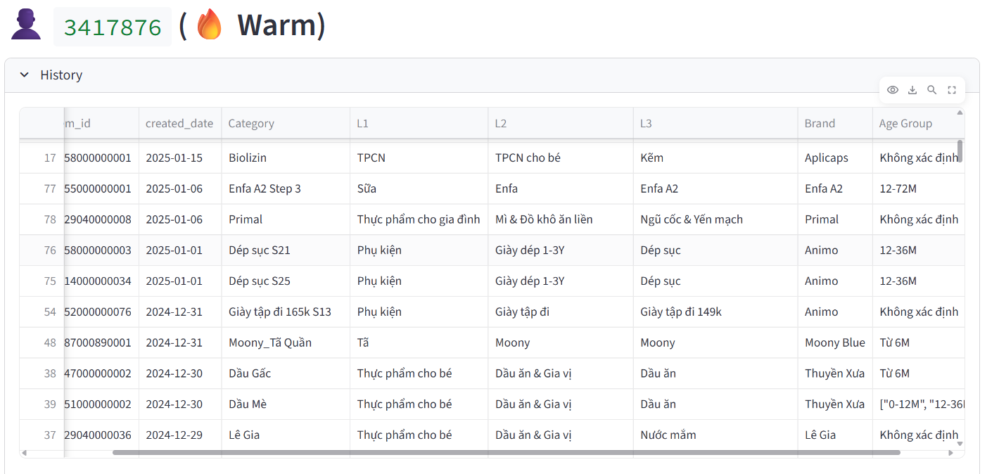 3417876 ( 🔥 Warm)
History
m_id created_date Category L1 L2 L3 Brand Age Group
17 58000000001 2025-01-15 Biolizin TPCN TPCN cho bé Kẽm Aplicaps Không xác định
77 55000000001 2025-01-06 Enfa A2 Step 3 Sữa Enfa Enfa A2 Enfa A2 12-72M
78 29040000008 2025-01-06 Primal Thực phẩm cho gia đình Mì & Đồ khô ăn liền Ngũ cốc & Yến mạch Primal Không xác định
76 58000000003 2025-01-01 Dép sục S21 Phụ kiện Giày dép 1-3Y Dép sục Animo 12-36M
75 14000000034 2025-01-01 Dép sục S25 Phụ kiện Giày dép 1-3Y Dép sục Animo 12-36M
54 52000000076 2024-12-31 Giày tập đi 165k S13 Phụ kiện Giày tập đi Giày tập đi 149k Animo Không xác định
48 87000890001 2024-12-31 Moony_Tã Quần Tã Moony Moony Moony Blue Từ 6M
38 47000000002 2024-12-30 Dầu Gấc Thực phẩm cho bé Dầu ăn & Gia vị Dầu ăn Thuyền Xưa Từ 6M
39 51000000002 2024-12-30 Dầu Mè Thực phẩm cho bé Dầu ăn & Gia vị Dầu ăn Thuyền Xưa ["0-12M", "12-36
37 29040000036 2024-12-29 Lê Gia Thực phẩm cho bé Dầu ăn & Gia vị Nước mắm Lê Gia Không xác định